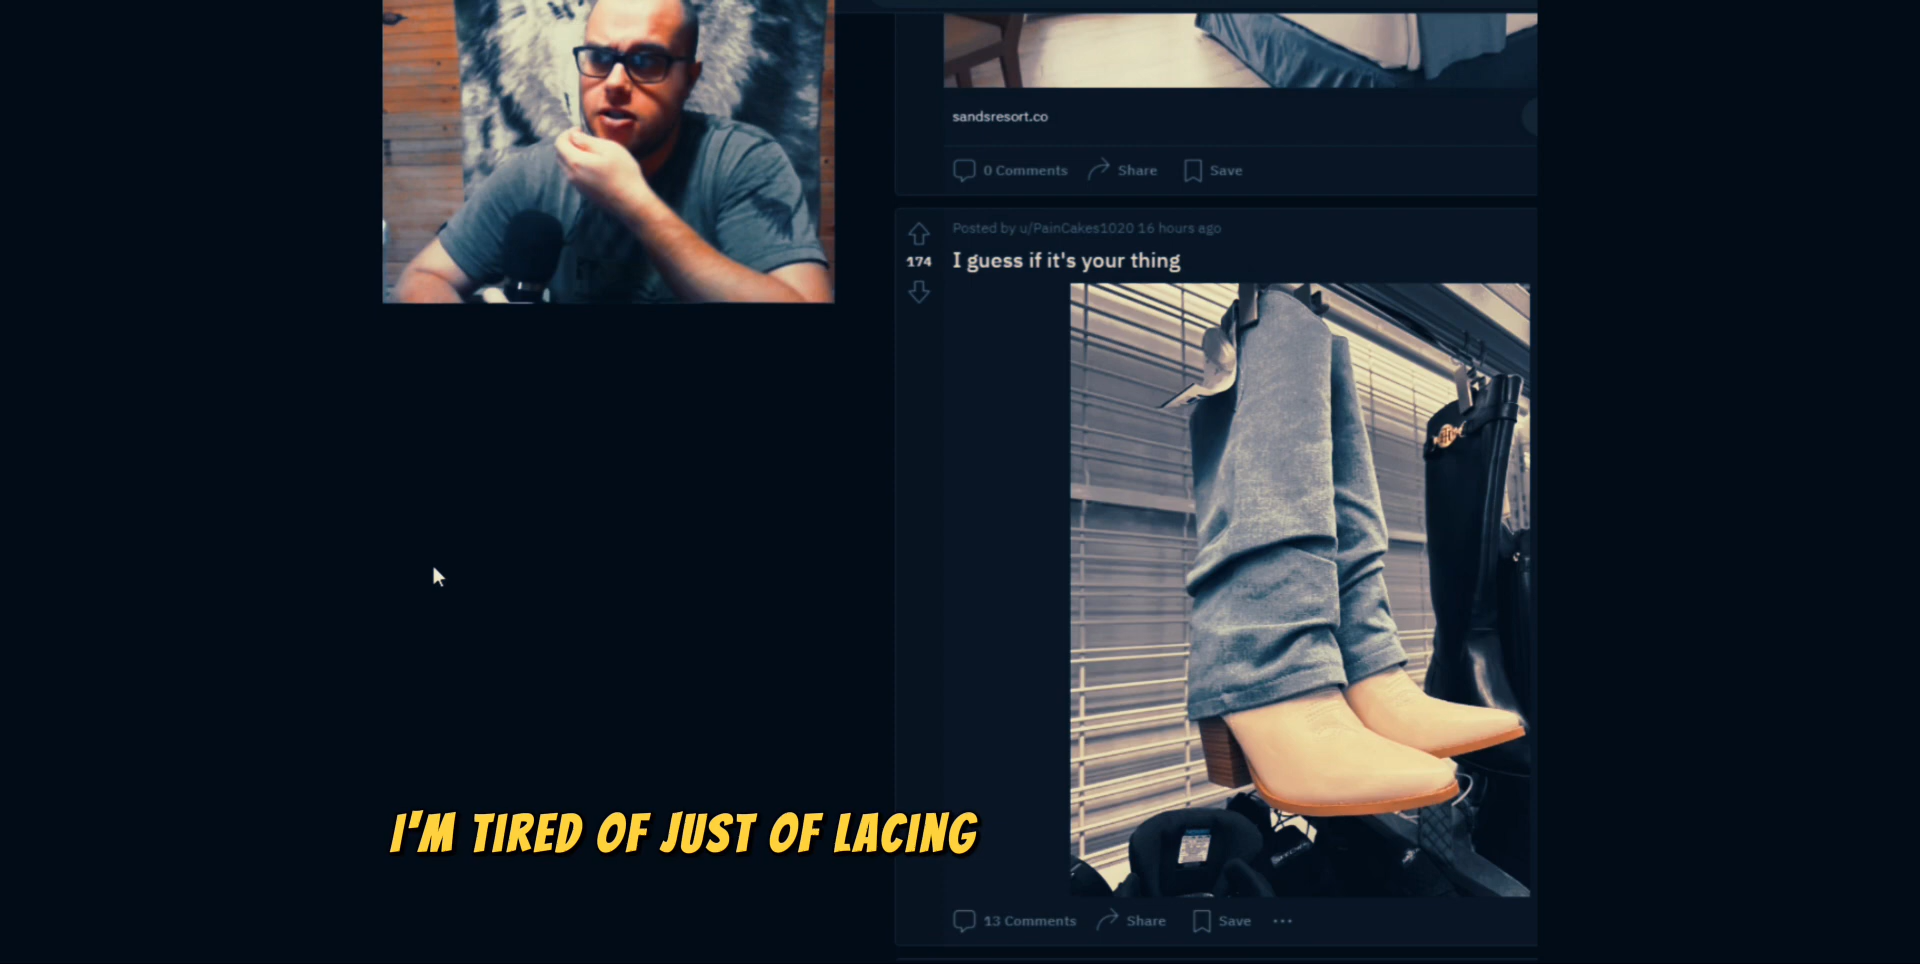 sandsresort.co
0 Comments Share Save
Posted by u/PainCakes1020 16 hours ago
174
I guess if it's your thing
I'M TIRED OF JUST OF LACING
13 Comments Share Save